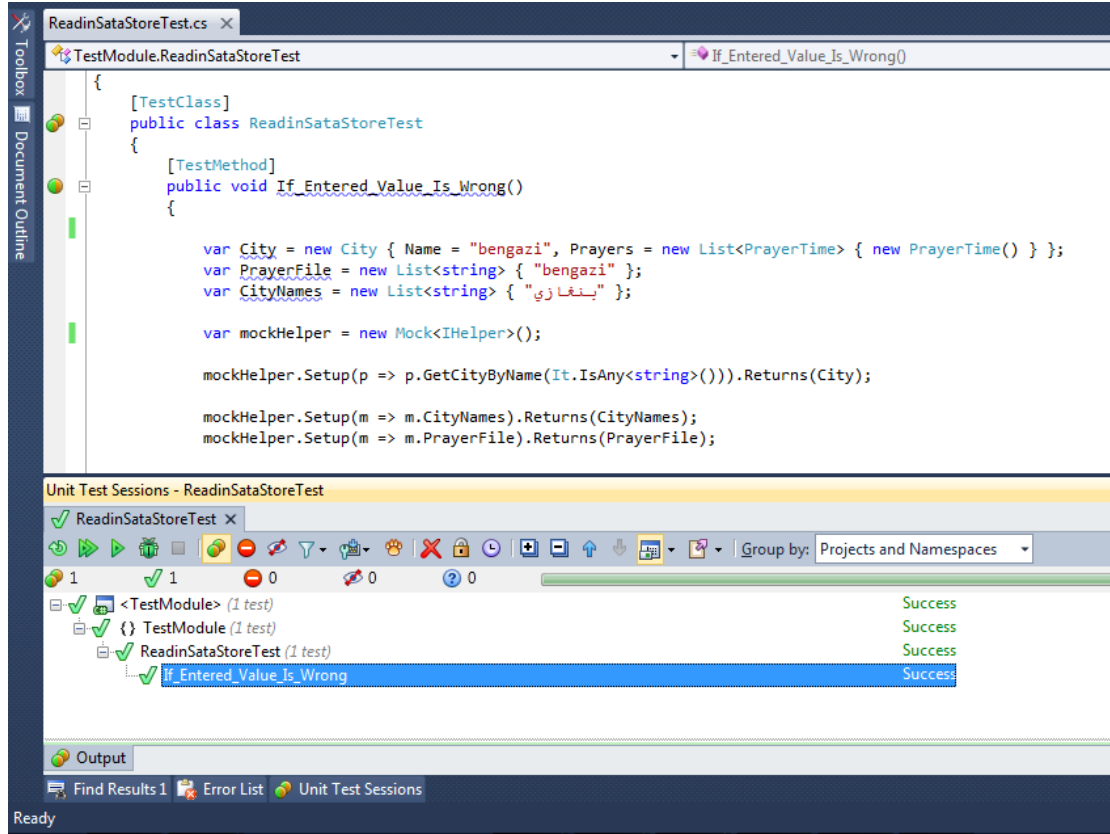 ReadinSataStoreTest.cs
Toolbox
Document Outline
TestModule.ReadinSataStoreTest
If_Entered_Value_Is_Wrong()
{
[TestClass]
public class ReadinSataStoreTest
{
[TestMethod]
public void If_Entered_Value_Is_Wrong()
{
var City = new City { Name = "bengazi", Prayers = new List<PrayerTime> { new PrayerTime() } };
var PrayerFile = new List<string> { "bengazi" };
var CityNames = new List<string> { "بنغازي" };
var mockHelper = new Mock<IHelper>();
mockHelper.Setup(p => p.GetCityByName(It.IsAny<string>())).Returns(City);
mockHelper.Setup(m => m.CityNames).Returns(CityNames);
mockHelper.Setup(m => m.PrayerFile).Returns(PrayerFile);
Unit Test Sessions - ReadinSataStoreTest
ReadinSataStoreTest
Group by: Projects and Namespaces
1 1 0 0 0
<TestModule> (1 test) Success
{} TestModule (1 test) Success
ReadinSataStoreTest (1 test) Success
If_Entered_Value_Is_Wrong Success
Output
Find Results 1 Error List Unit Test Sessions
Ready